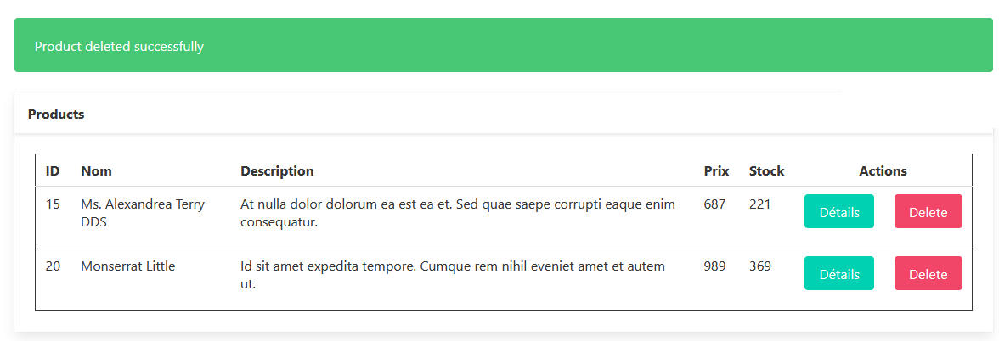 Product deleted successfully
Products
ID Nom Description Prix Stock Actions
15 Ms. Alexandrea Terry At nulla dolor dolorum ea est ea et. Sed quae saepe corrupti eaque enim 687 221 Détails Delete
DDS consequatur.
20 Monserrat Little Id sit amet expedita tempore. Cumque rem nihil eveniet amet et autem 989 369 Détails Delete
ut.